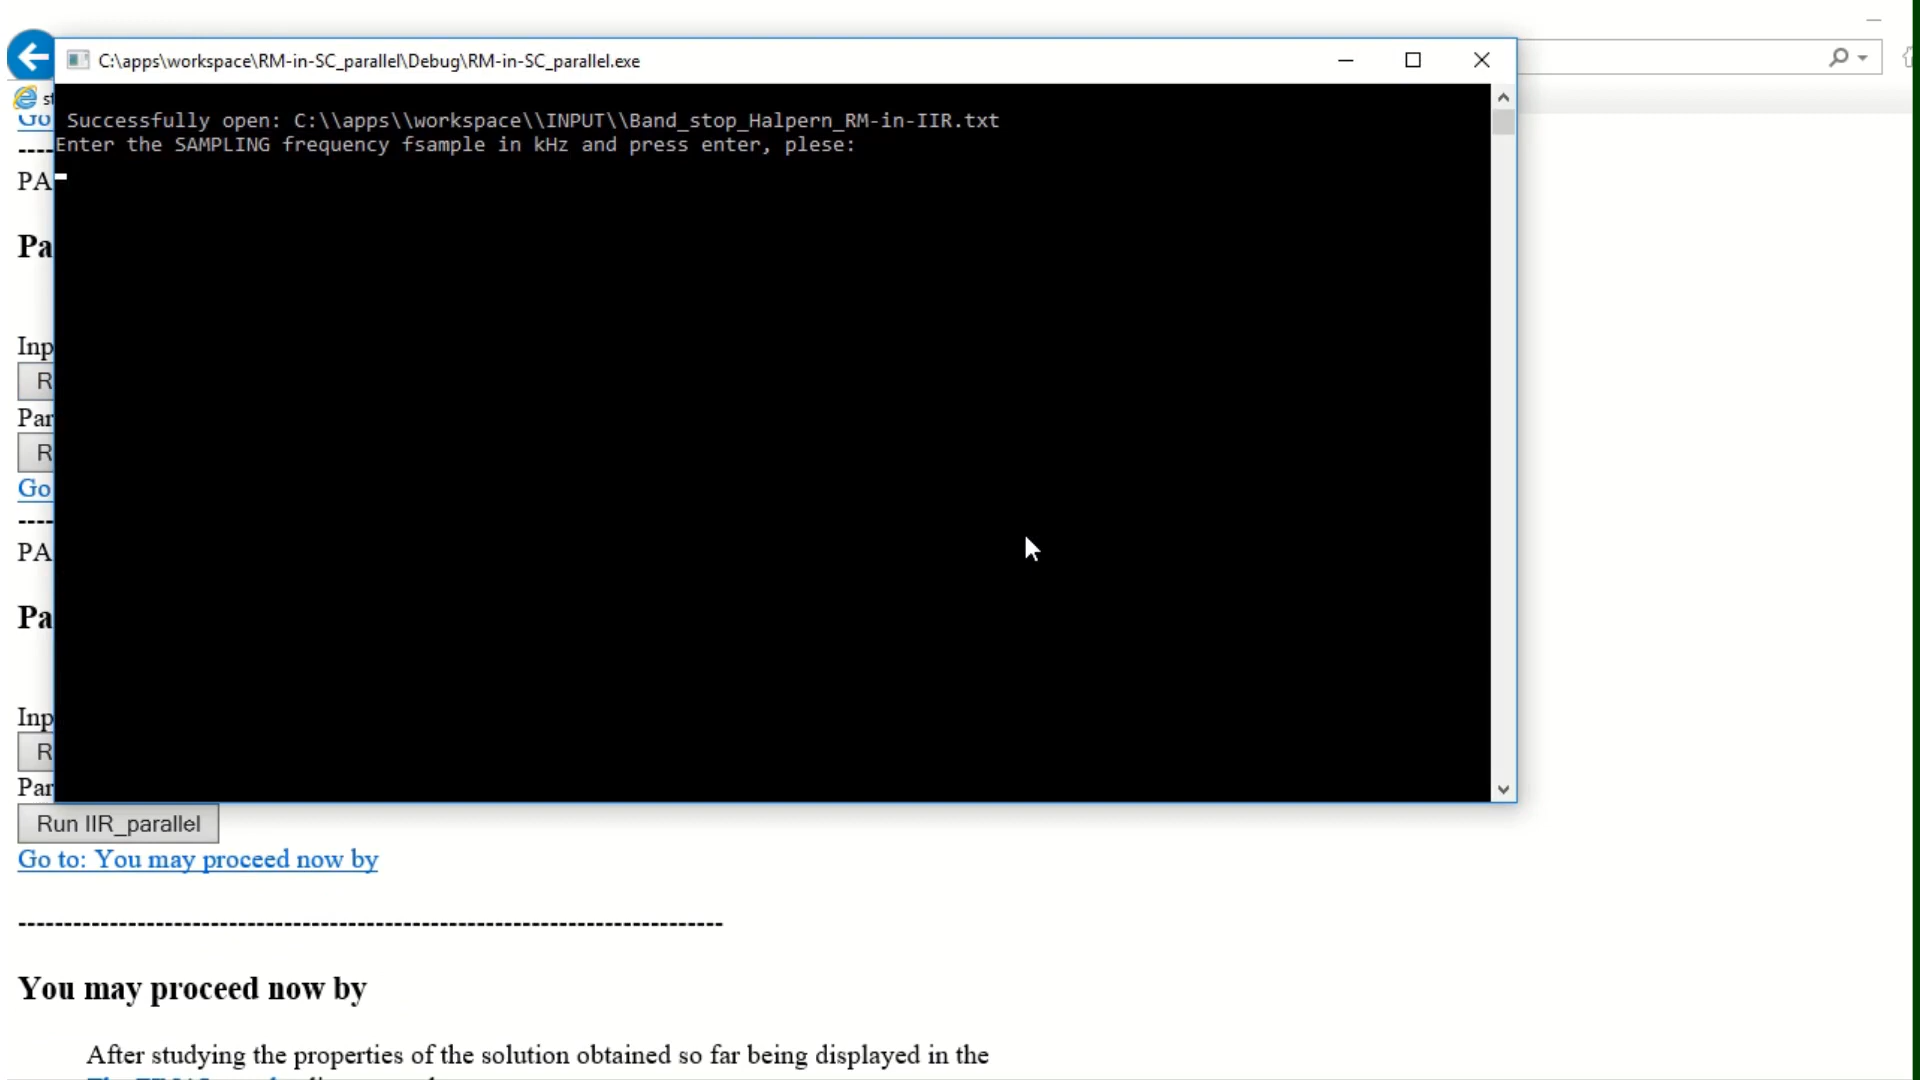 C:\apps\workspace\RM-in-SC_parallel\Debug\RM-in-SC_parallel.exe
Successfully open: C:\\apps\\workspace\\INPUT\\Band_stop_Halpern_RM-in-IIR.txt
Enter the SAMPLING frequency fsample in kHz and press enter, plese:
st
Go
----
PA
Pa
Inp
R
Par
R
Go
----
PA
Pa
Inp
R
Par
Run IIR_parallel
Go to: You may proceed now by
------------------------------------------------------------------------------
You may proceed now by
After studying the properties of the solution obtained so far being displayed in the